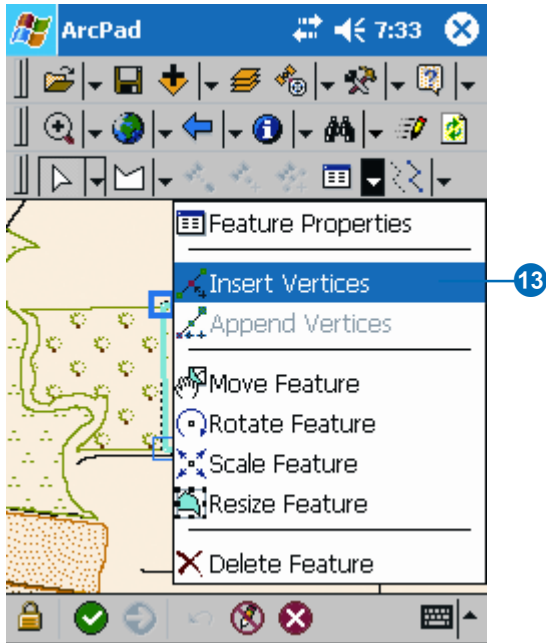 ArcPad 7:33
Feature Properties
Insert Vertices
13
Append Vertices
Move Feature
Rotate Feature
Scale Feature
Resize Feature
Delete Feature